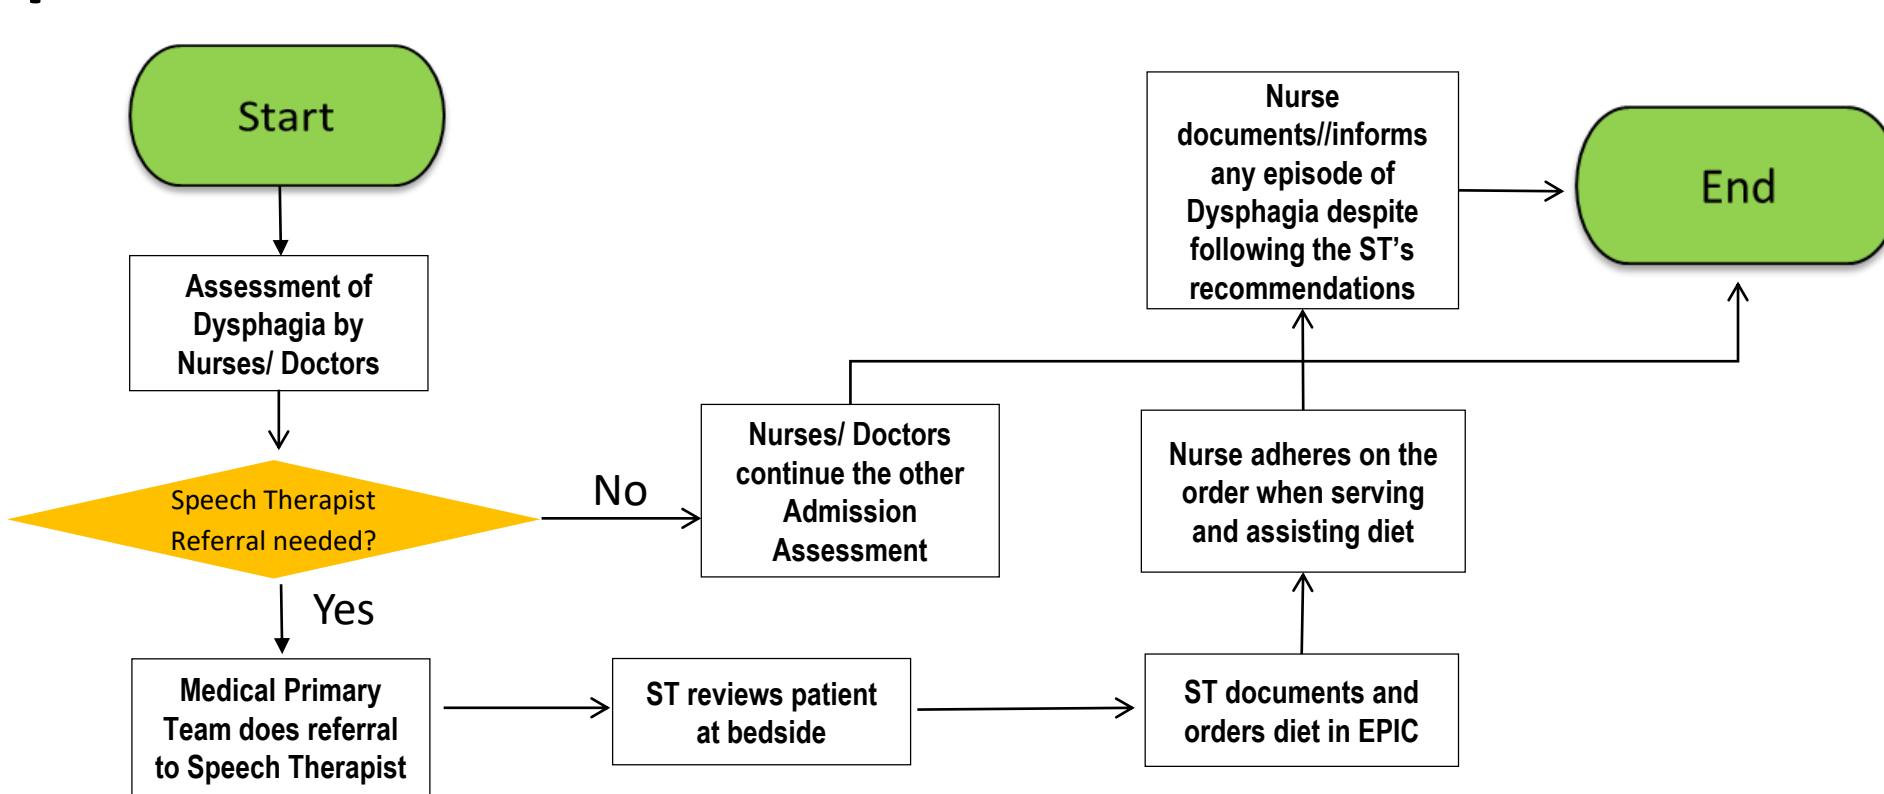 Start
Assessment of
Dysphagia by
Nurses/ Doctors
Speech Therapist
Referral needed?
No
Yes
Nurses/ Doctors
continue the other
Admission
Assessment
Medical Primary
Team does referral
to Speech Therapist
ST reviews patient
at bedside
ST documents and
orders diet in EPIC
Nurse adheres on the
order when serving
and assisting diet
Nurse
documents//informs
any episode of
Dysphagia despite
following the ST’s
recommendations
End